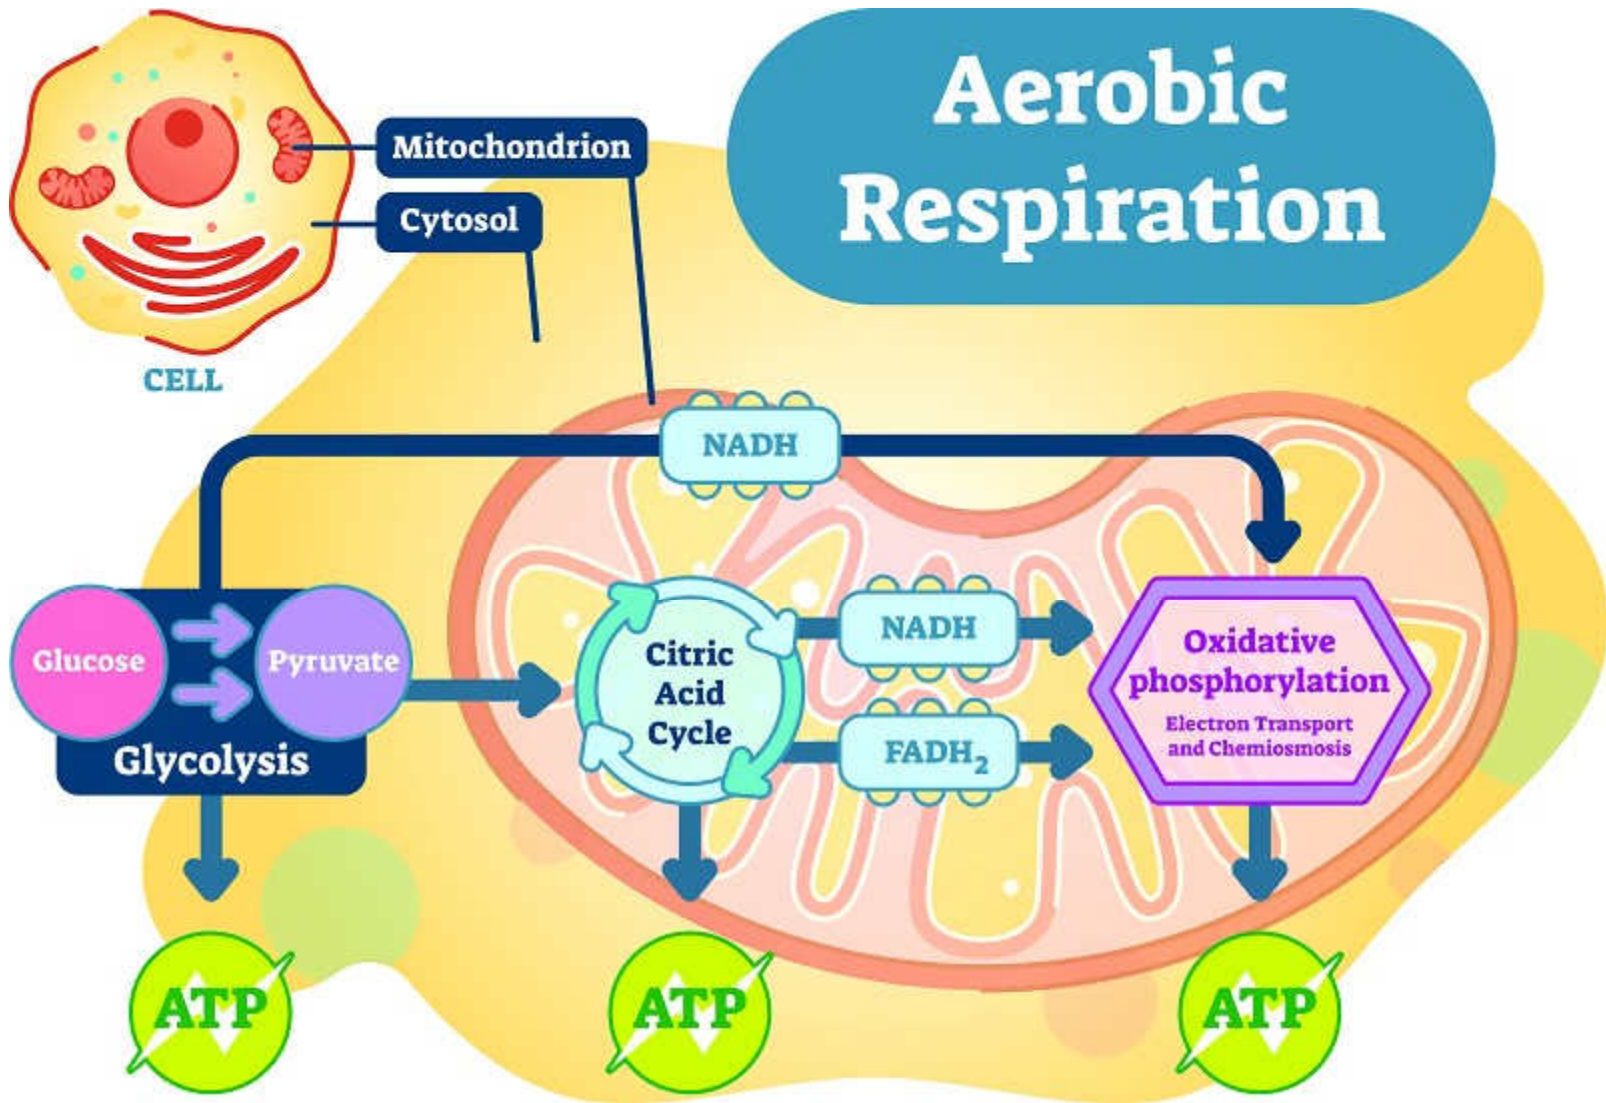 Aerobic
Respiration
Mitochondrion
Cytosol
CELL
NADH
Glucose
Pyruvate
Glycolysis
Citric
Acid
Cycle
NADH
FADH₂
Oxidative
phosphorylation
Electron Transport
and Chemiosmosis
ATP
ATP
ATP